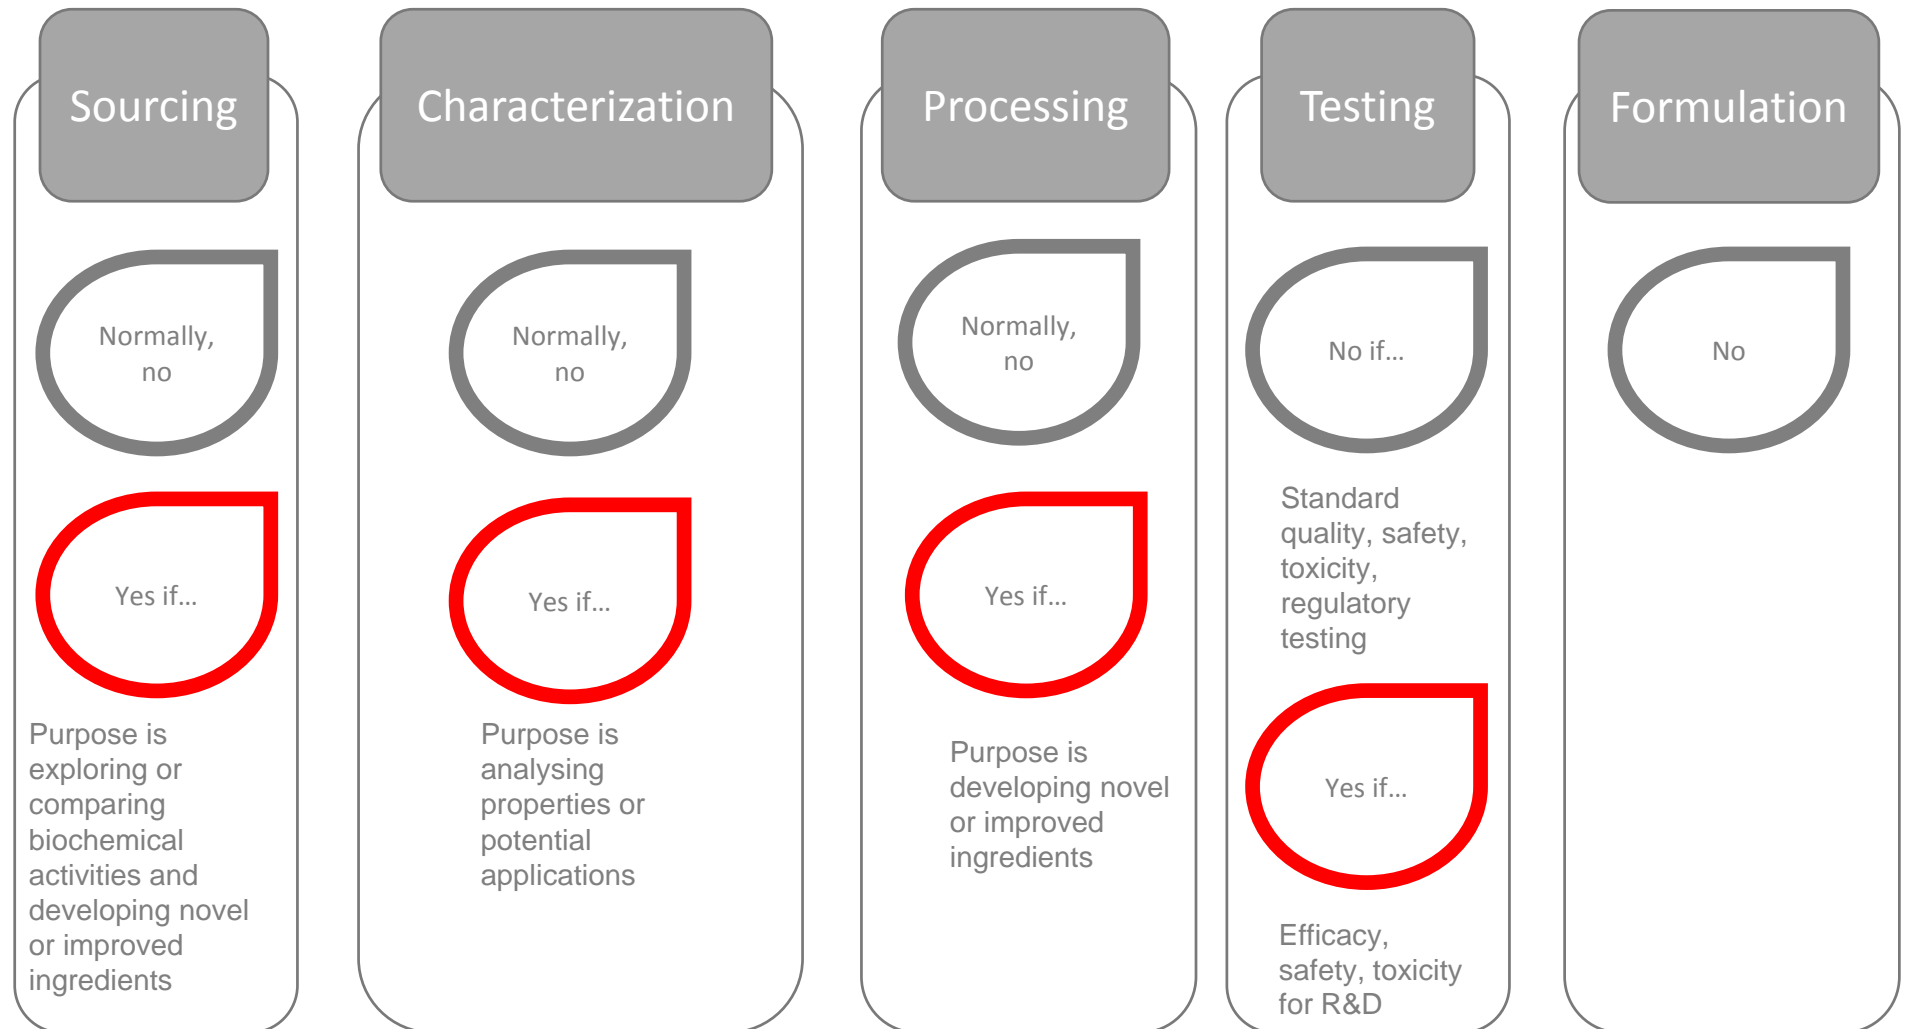 Sourcing
Normally,
no
Yes if...
Purpose is
exploring or
comparing
biochemical
activities and
developing novel
or improved
ingredients
Characterization
Normally,
no
Yes if...
Purpose is
analysing
properties or
potential
applications
Processing
Normally,
no
Yes if...
Purpose is
developing novel
or improved
ingredients
Testing
No if...
Standard
quality, safety,
toxicity,
regulatory
testing
Yes if...
Efficacy,
safety, toxicity
for R&D
Formulation
No